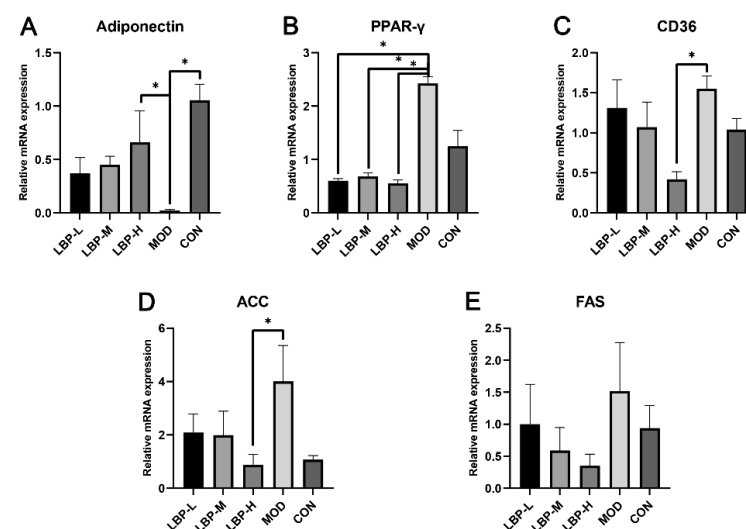 A
Adiponectin
Relative mRNA expression
1.5
1.0
0.5
0.0
*
*
LBP-L
LBP-M
LBP-H
MOD
CON
B
PPAR-γ
Relative mRNA expression
3
2
1
0
*
*
*
LBP-L
LBP-M
LBP-H
MOD
CON
C
CD36
Relative mRNA expression
2.0
1.5
1.0
0.5
0.0
*
LBP-L
LBP-M
LBP-H
MOD
CON
D
ACC
Relative mRNA expression
6
4
2
0
*
LBP-L
LBP-M
LBP-H
MOD
CON
E
FAS
Relative mRNA expression
2.5
2.0
1.5
1.0
0.5
0.0
LBP-L
LBP-M
LBP-H
MOD
CON